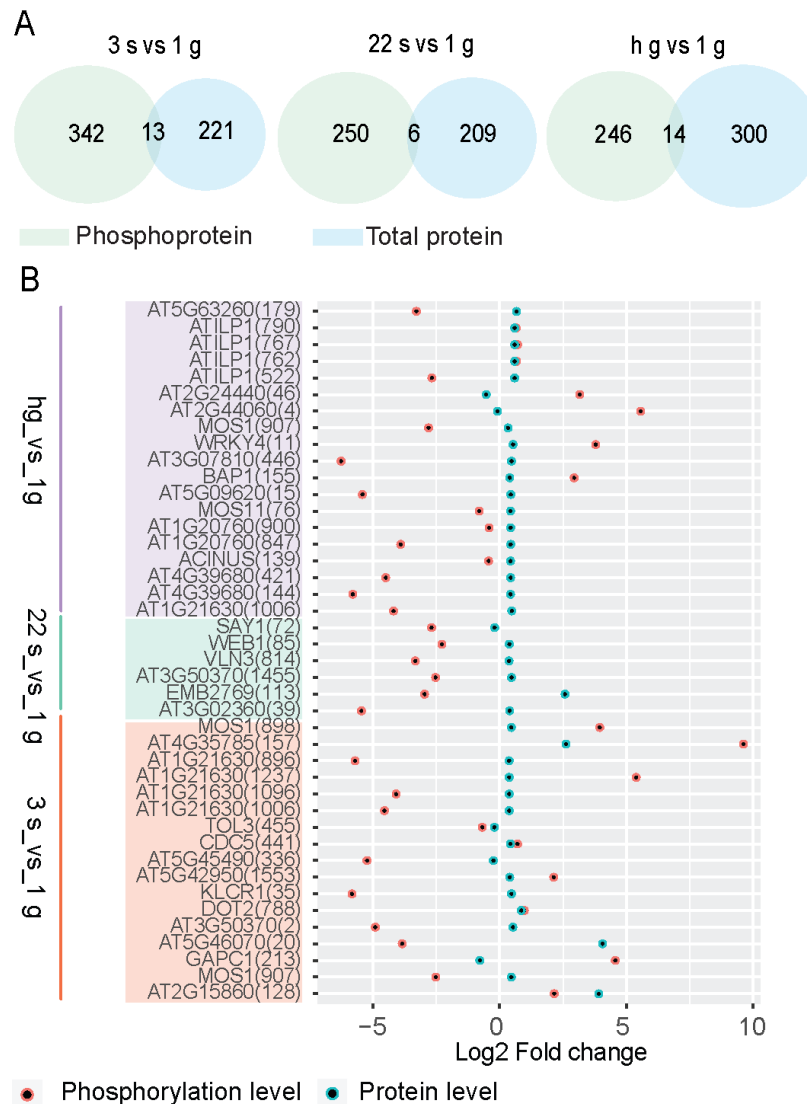 A
3 s vs 1 g
22 s vs 1 g
h g vs 1 g
342
13
221
250
6
209
246
14
300
Phosphoprotein
Total protein
B
hg_vs_1g
22 s_vs_1 g
3 s_vs_1 g
AT5G63260(179)
ATILP1(790)
ATILP1(767)
ATILP1(762)
ATILP1(522)
AT2G24440(46)
AT2G44060(4)
MOS1(907)
WRKY4(11)
AT3G07810(446)
BAP1(155)
AT5G09620(15)
MOS11(76)
AT1G20760(900)
AT1G20760(847)
ACINUS(139)
AT4G39680(421)
AT4G39680(144)
AT1G21630(1006)
SAY1(72)
WEB1(85)
VLN3(814)
AT3G50370(1455)
EMB2769(113)
AT3G02360(39)
MOS1(898)
AT4G35785(157)
AT1G21630(896)
AT1G21630(1237)
AT1G21630(1096)
AT1G21630(1006)
TOL3(455)
CDC5(441)
AT5G45490(336)
AT5G42950(1553)
KLCR1(35)
DOT2(788)
AT3G50370(2)
AT5G46070(20)
GAPC1(213)
MOS1(907)
AT2G15860(128)
−5
0
5
10
Log2 Fold change
Phosphorylation level
Protein level